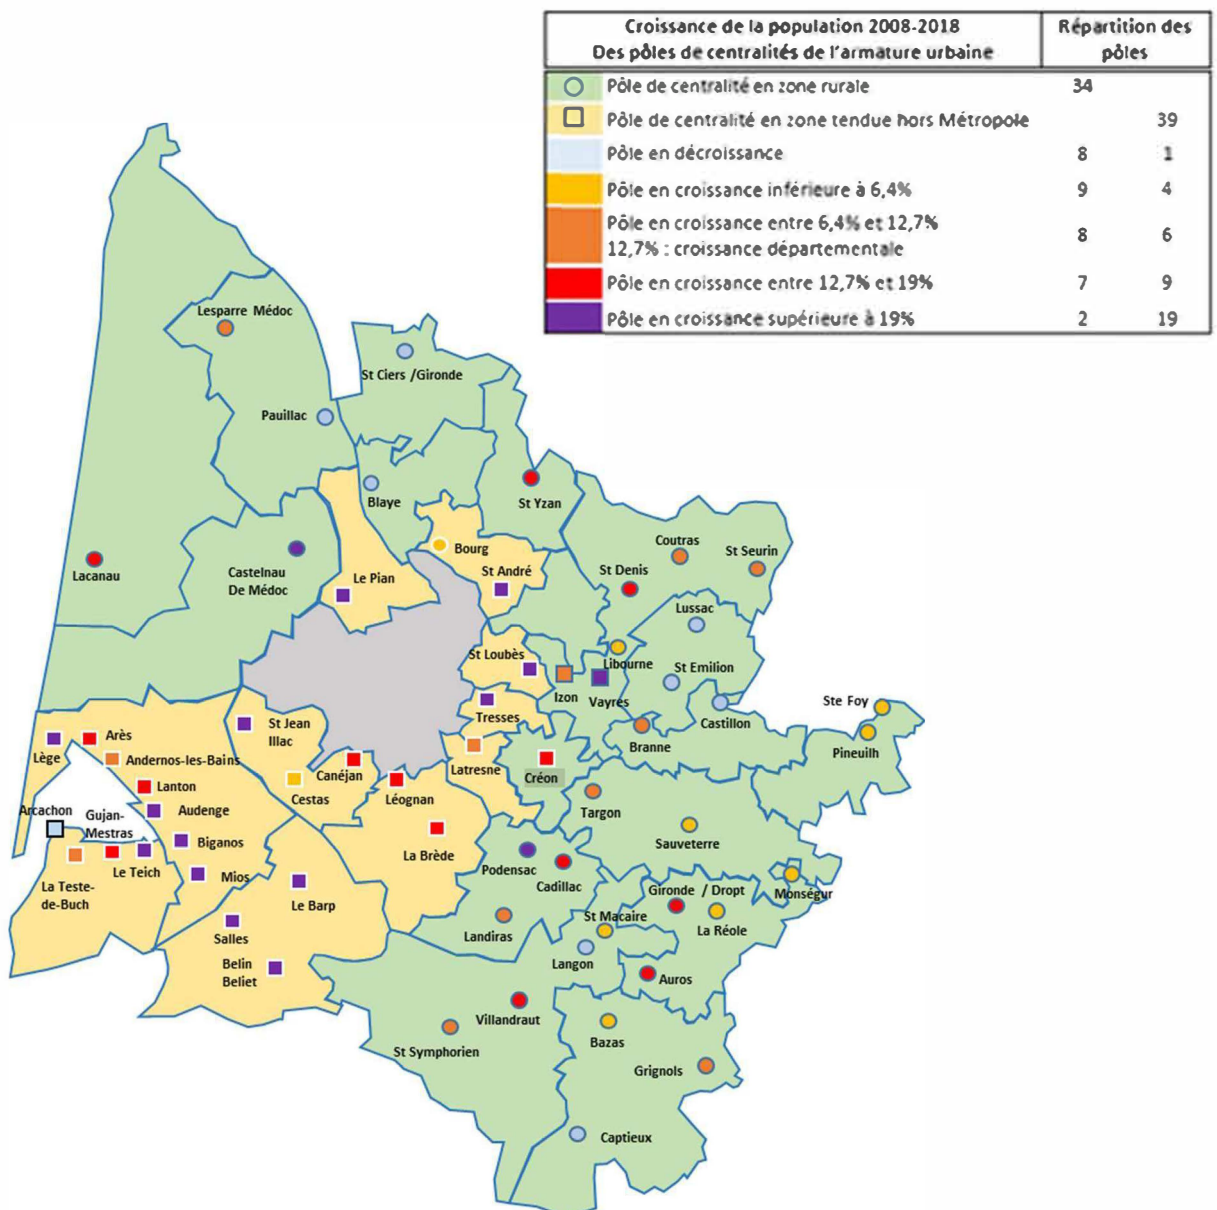 Croissance de la population 2008-2018
Des pôles de centralités de l'armature urbaine
Répartition des
pôles
Pôle de centralité en zone rurale 34
Pôle de centralité en zone tendue hors Métropole 39
Pôle en décroissance 8 1
Pôle en croissance inférieure à 6,4% 9 4
Pôle en croissance entre 6,4% et 12,7%
12,7% : croissance départementale 8 6
Pôle en croissance entre 12,7% et 19% 7 9
Pôle en croissance supérieure à 19% 2 19
Lesparre Médoc
St Ciers /Gironde
Pauillac
Blaye
St Yzan
Bourg
Coutras
St Seurin
Lacanau
Castelnau
De Médoc
Le Pian
St André
St Denis
Lussac
St Loubès
Libourne
St Emilion
Izon
Vayres
Castillon
Ste Foy
Tresses
St Jean
Illac
Branne
Pineuilh
Lège
Arès
Andernos-les-Bains
Canéjan
Latresne
Créon
Lanton
Cestas
Léognan
Targon
Arcachon
Gujan-
Mestras
Audenge
Biganos
La Brède
Sauveterre
Le Teich
Mios
Podensac
Cadillac
La Teste-
de-Buch
Le Barp
Gironde / Dropt
Monségur
St Macaire
Salles
Landiras
La Réole
Belin
Beliet
Langon
Auros
Villandraut
St Symphorien
Bazas
Grignols
Captieux